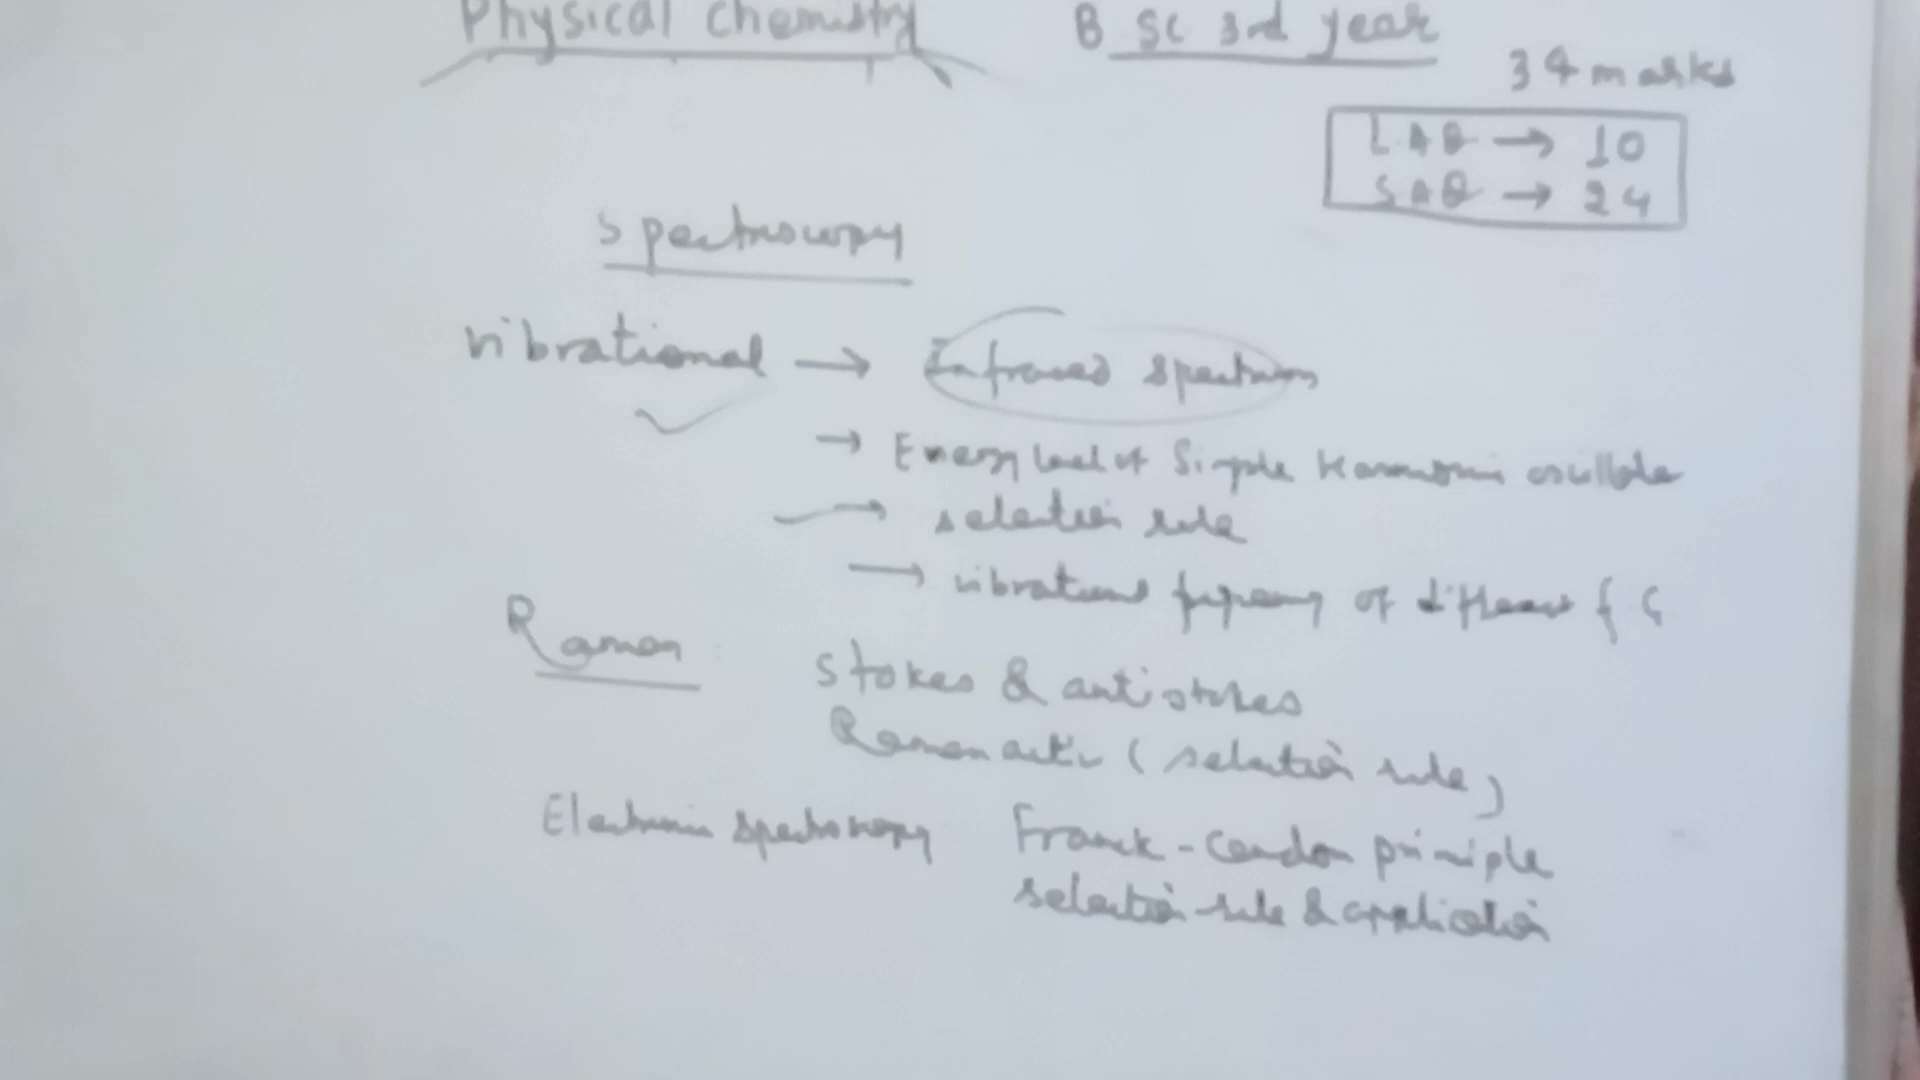 Physical Chemistry
B Sc 3rd year
34 marks
LAQ → 10
SAQ → 24
Spectroscopy
Vibrational → Infrared spectrum
→ Energy level of Simple Harmonic oscillator
→ selection rule
→ vibrational frequency of different f G
Raman
Stokes & antistokes
Raman activ (selection rule)
Electronic spectroscopy
Franck - Condon principle
selection rule & application